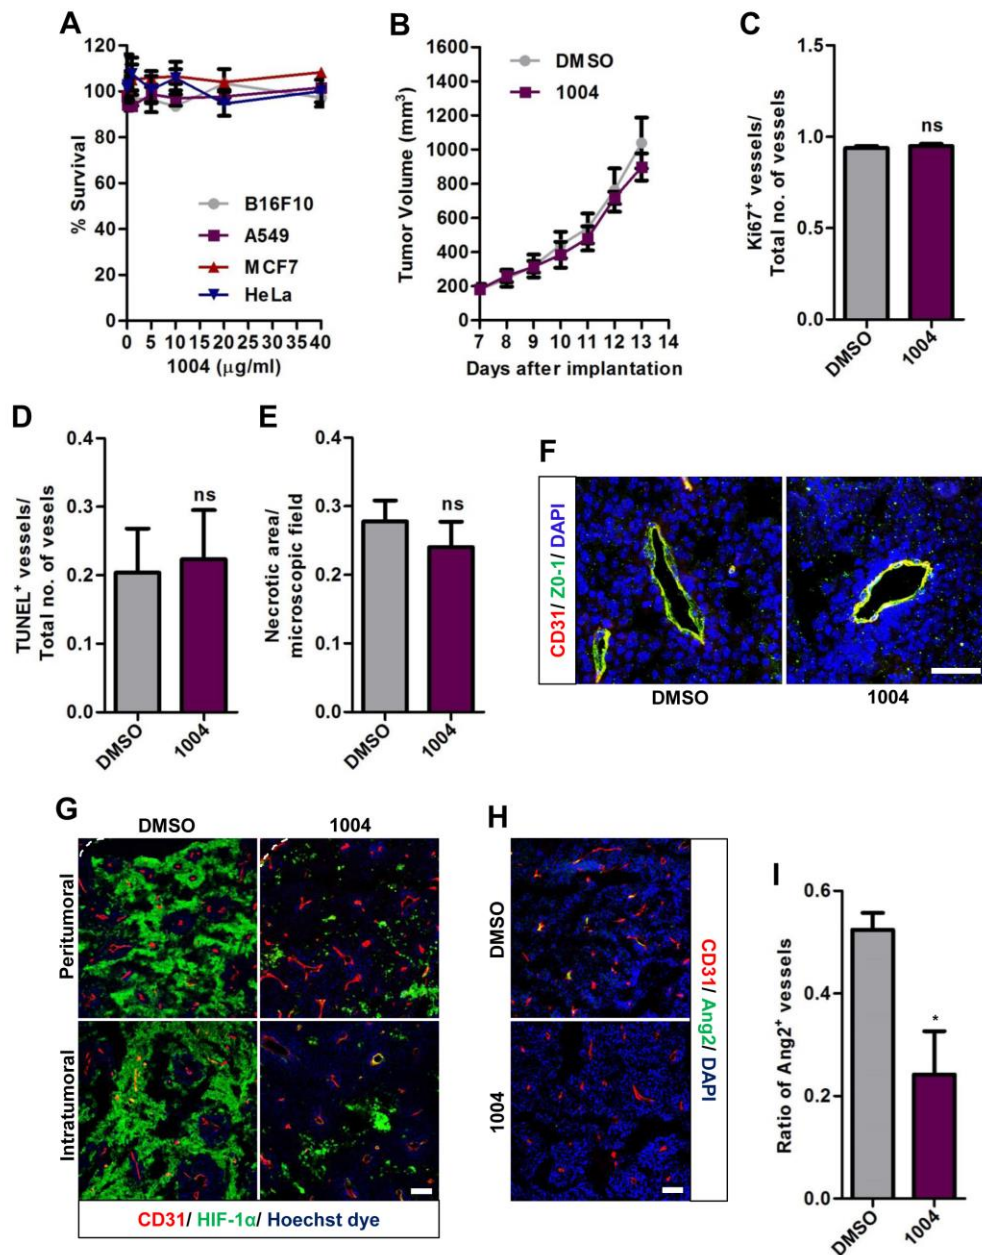 A
120
100
80
60
40
20
0
% Survival
B16F10
A549
MCF7
HeLa
0 5 10 15 20 25 30 35 40
1004 (µg/ml)
B
1600
1400
1200
1000
800
600
400
200
0
Tumor Volume (mm³)
DMSO
1004
7 8 9 10 11 12 13 14
Days after implantation
C
1.5
1.0
0.5
0.0
Ki67⁺ vessels/
Total no. of vessels
ns
DMSO
1004
D
0.4
0.3
0.2
0.1
0.0
TUNEL⁺ vessels/
Total no. of vesels
ns
DMSO
1004
E
0.4
0.3
0.2
0.1
0.0
Necrotic area/
microscopic field
ns
DMSO
1004
F
CD31/ Z0-1/ DAPI
DMSO
1004
G
DMSO
1004
Peritumoral
Intratumoral
CD31/ HIF-1α/ Hoechst dye
H
DMSO
1004
CD31/ Ang2/ DAPI
I
0.6
0.4
0.2
0.0
Ratio of Ang2⁺ vessels
*
DMSO
1004